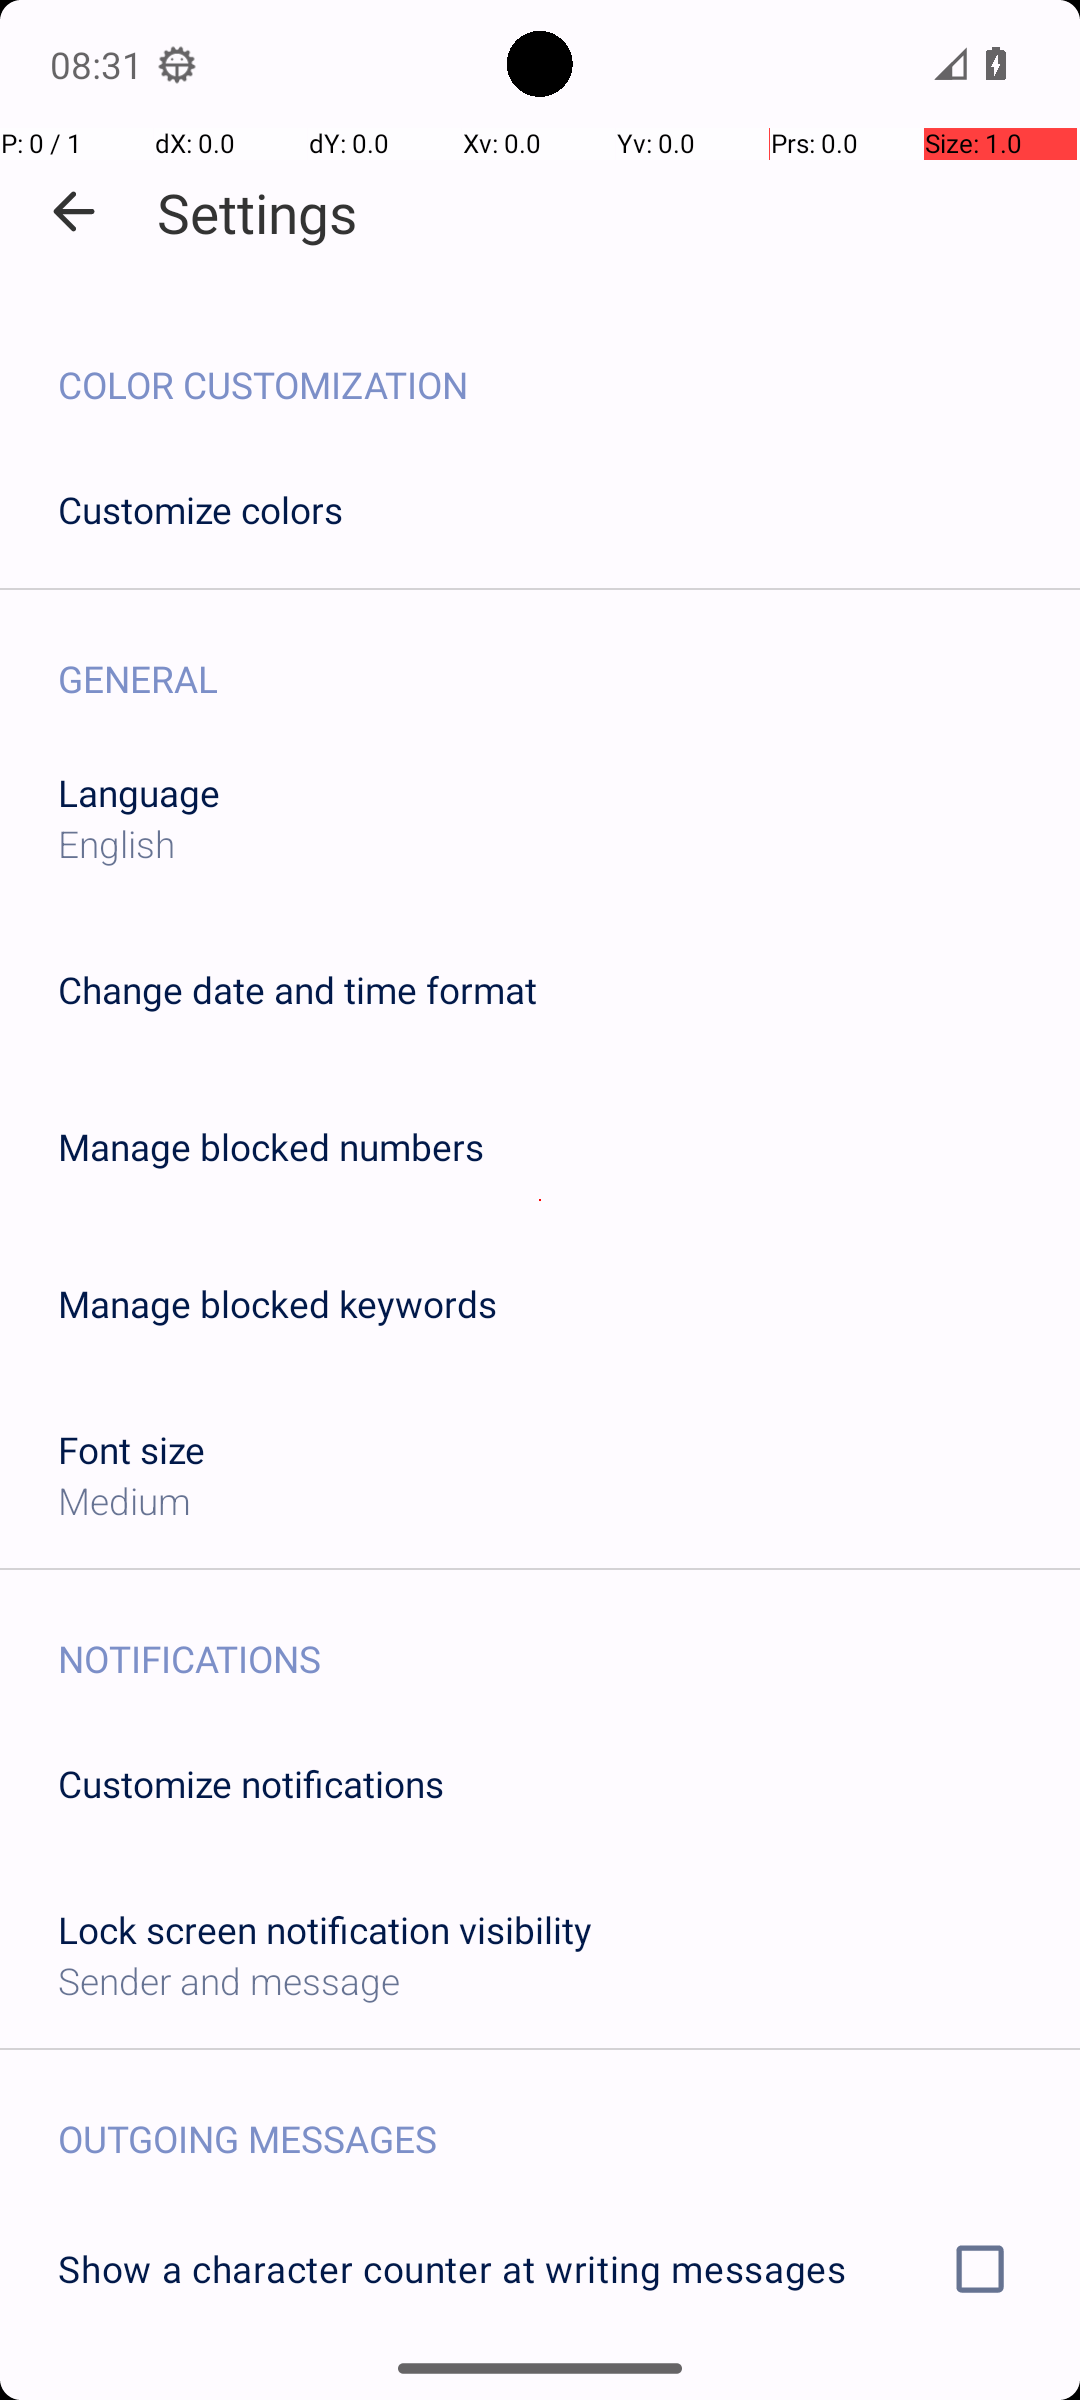 08:31
P: 0 / 1 dX: 0.0 dY: 0.0 Xv: 0.0 Yv: 0.0 Prs: 0.0 Size: 1.0
Settings
COLOR CUSTOMIZATION
Customize colors
GENERAL
Language
English
Change date and time format
Manage blocked numbers
Manage blocked keywords
Font size
Medium
NOTIFICATIONS
Customize notifications
Lock screen notification visibility
Sender and message
OUTGOING MESSAGES
Show a character counter at writing messages